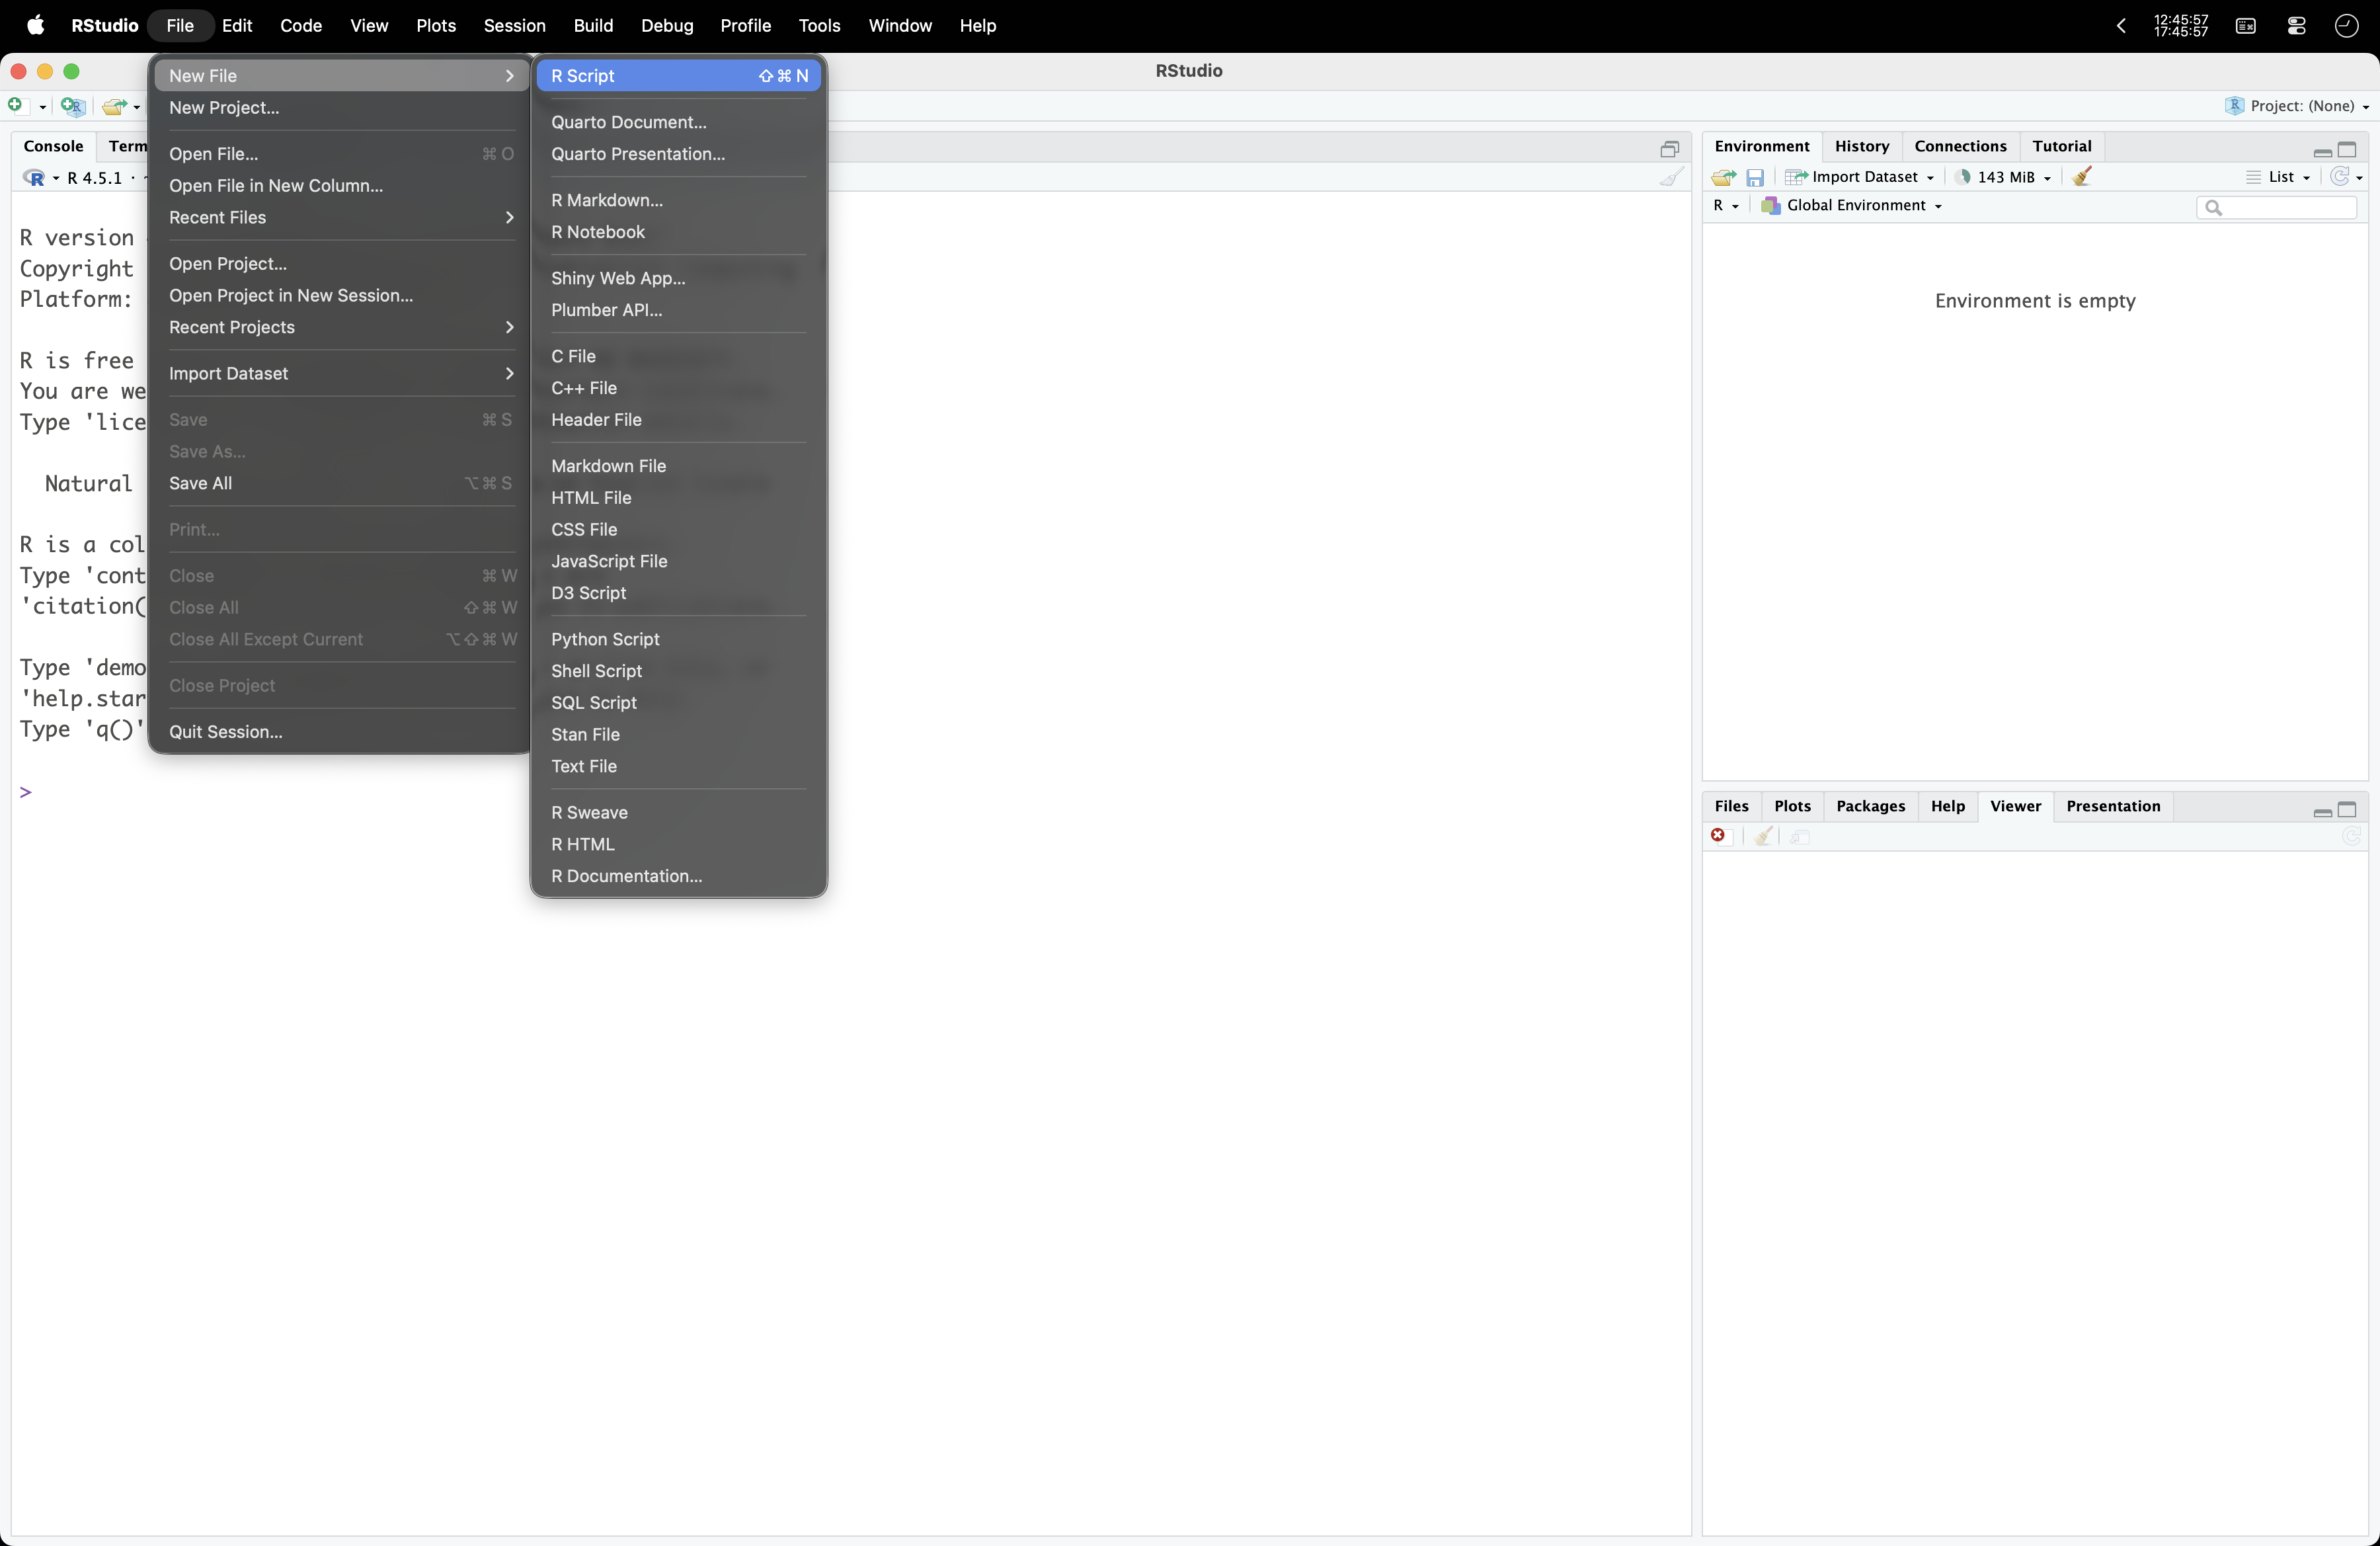 RStudio File Edit Code View Plots Session Build Debug Profile Tools Window Help 12:45:57
17:45:57
RStudio
Project: (None)
New File
New Project...
Open File... ⌘ O
Open File in New Column...
Recent Files
Open Project...
Open Project in New Session...
Recent Projects
Import Dataset
Save ⌘ S
Save As...
Save All ⌥ ⌘ S
Print...
Close ⌘ W
Close All ⇧ ⌘ W
Close All Except Current ⌥ ⇧ ⌘ W
Close Project
Quit Session...
R Script ⇧ ⌘ N
Quarto Document...
Quarto Presentation...
R Markdown...
R Notebook
Shiny Web App...
Plumber API...
C File
C++ File
Header File
Markdown File
HTML File
CSS File
JavaScript File
D3 Script
Python Script
Shell Script
SQL Script
Stan File
Text File
R Sweave
R HTML
R Documentation...
Console Term
R 4.5.1 · ~
R version
Copyright
Platform:
R is free
You are we
Type 'lice
Natural
R is a col
Type 'cont
'citation(
Type 'demo
'help.star
Type 'q()'
>
Environment History Connections Tutorial
Import Dataset 143 MiB List
R Global Environment
Environment is empty
Files Plots Packages Help Viewer Presentation